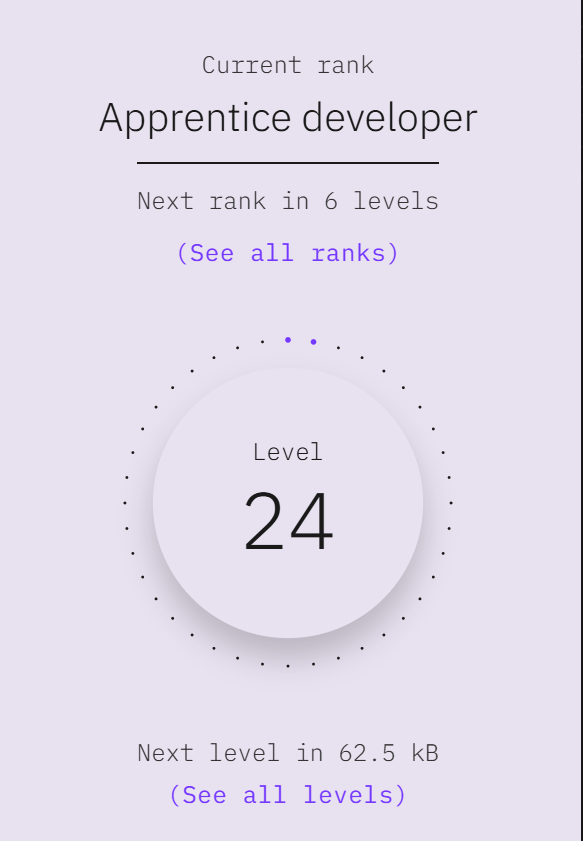 Current rank
Apprentice developer
Next rank in 6 levels
(See all ranks)
Level
24
Next level in 62.5 kB
(See all levels)